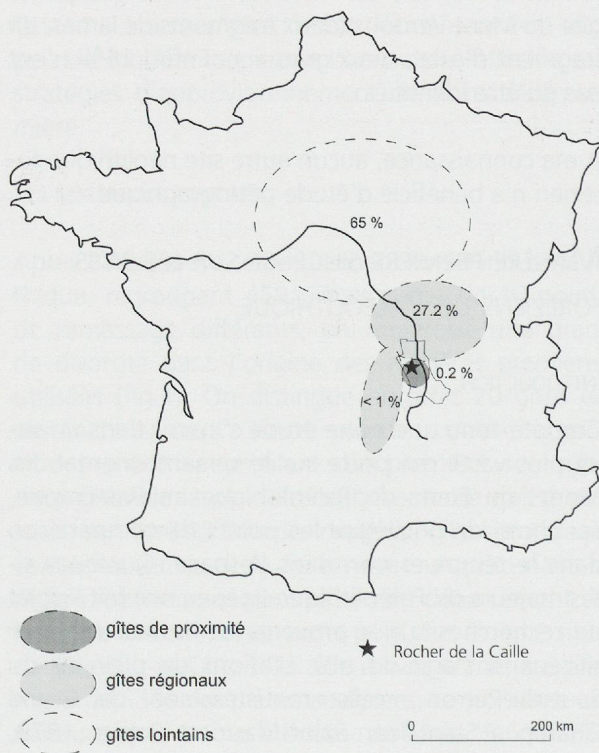 65 %
27.2 %
0.2 %
< 1 %
gîtes de proximité
gîtes régionaux
gîtes lointains
Rocher de la Caille
0
200 km